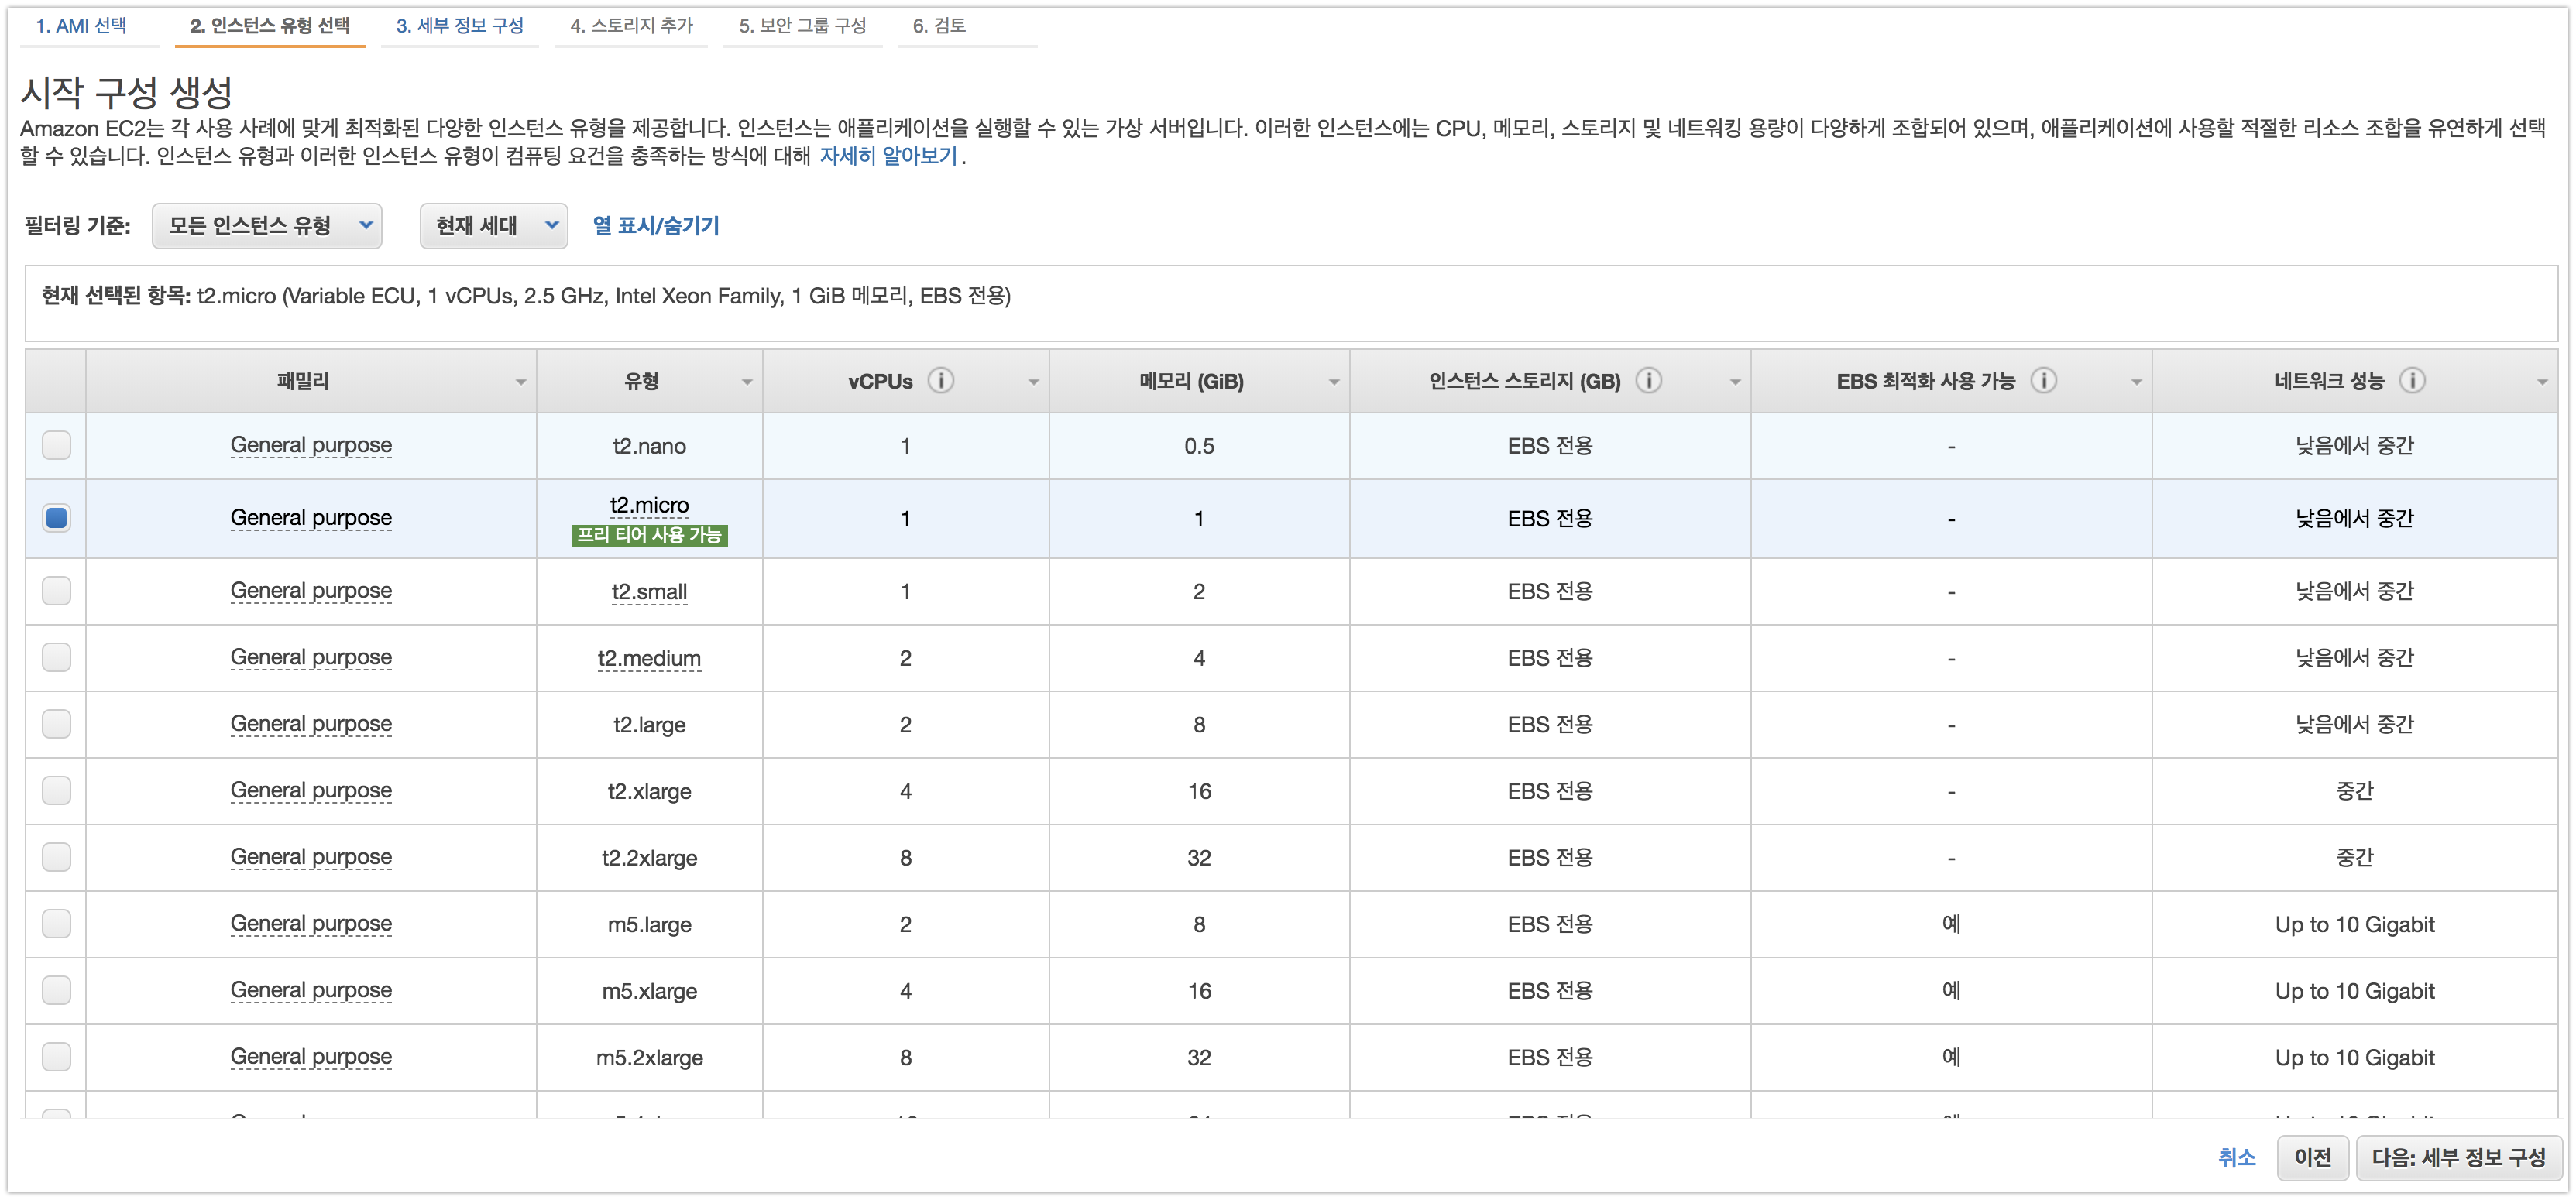 1. AMI 선택 2. 인스턴스 유형 선택 3. 세부 정보 구성 4. 스토리지 추가 5. 보안 그룹 구성 6. 검토
시작 구성 생성
Amazon EC2는 각 사용 사례에 맞게 최적화된 다양한 인스턴스 유형을 제공합니다. 인스턴스는 애플리케이션을 실행할 수 있는 가상 서버입니다. 이러한 인스턴스에는 CPU, 메모리, 스토리지 및 네트워킹 용량이 다양하게 조합되어 있으며, 애플리케이션에 사용할 적절한 리소스 조합을 유연하게 선택
할 수 있습니다. 인스턴스 유형과 이러한 인스턴스 유형이 컴퓨팅 요건을 충족하는 방식에 대해 자세히 알아보기.
필터링 기준: 모든 인스턴스 유형 현재 세대 열 표시/숨기기
현재 선택된 항목: t2.micro (Variable ECU, 1 vCPUs, 2.5 GHz, Intel Xeon Family, 1 GiB 메모리, EBS 전용)
패밀리 유형 vCPUs 메모리 (GiB) 인스턴스 스토리지 (GB) EBS 최적화 사용 가능 네트워크 성능
General purpose t2.nano 1 0.5 EBS 전용 - 낮음에서 중간
General purpose t2.micro 1 1 EBS 전용 - 낮음에서 중간
프리 티어 사용 가능
General purpose t2.small 1 2 EBS 전용 - 낮음에서 중간
General purpose t2.medium 2 4 EBS 전용 - 낮음에서 중간
General purpose t2.large 2 8 EBS 전용 - 낮음에서 중간
General purpose t2.xlarge 4 16 EBS 전용 - 중간
General purpose t2.2xlarge 8 32 EBS 전용 - 중간
General purpose m5.large 2 8 EBS 전용 예 Up to 10 Gigabit
General purpose m5.xlarge 4 16 EBS 전용 예 Up to 10 Gigabit
General purpose m5.2xlarge 8 32 EBS 전용 예 Up to 10 Gigabit
취소 이전 다음: 세부 정보 구성